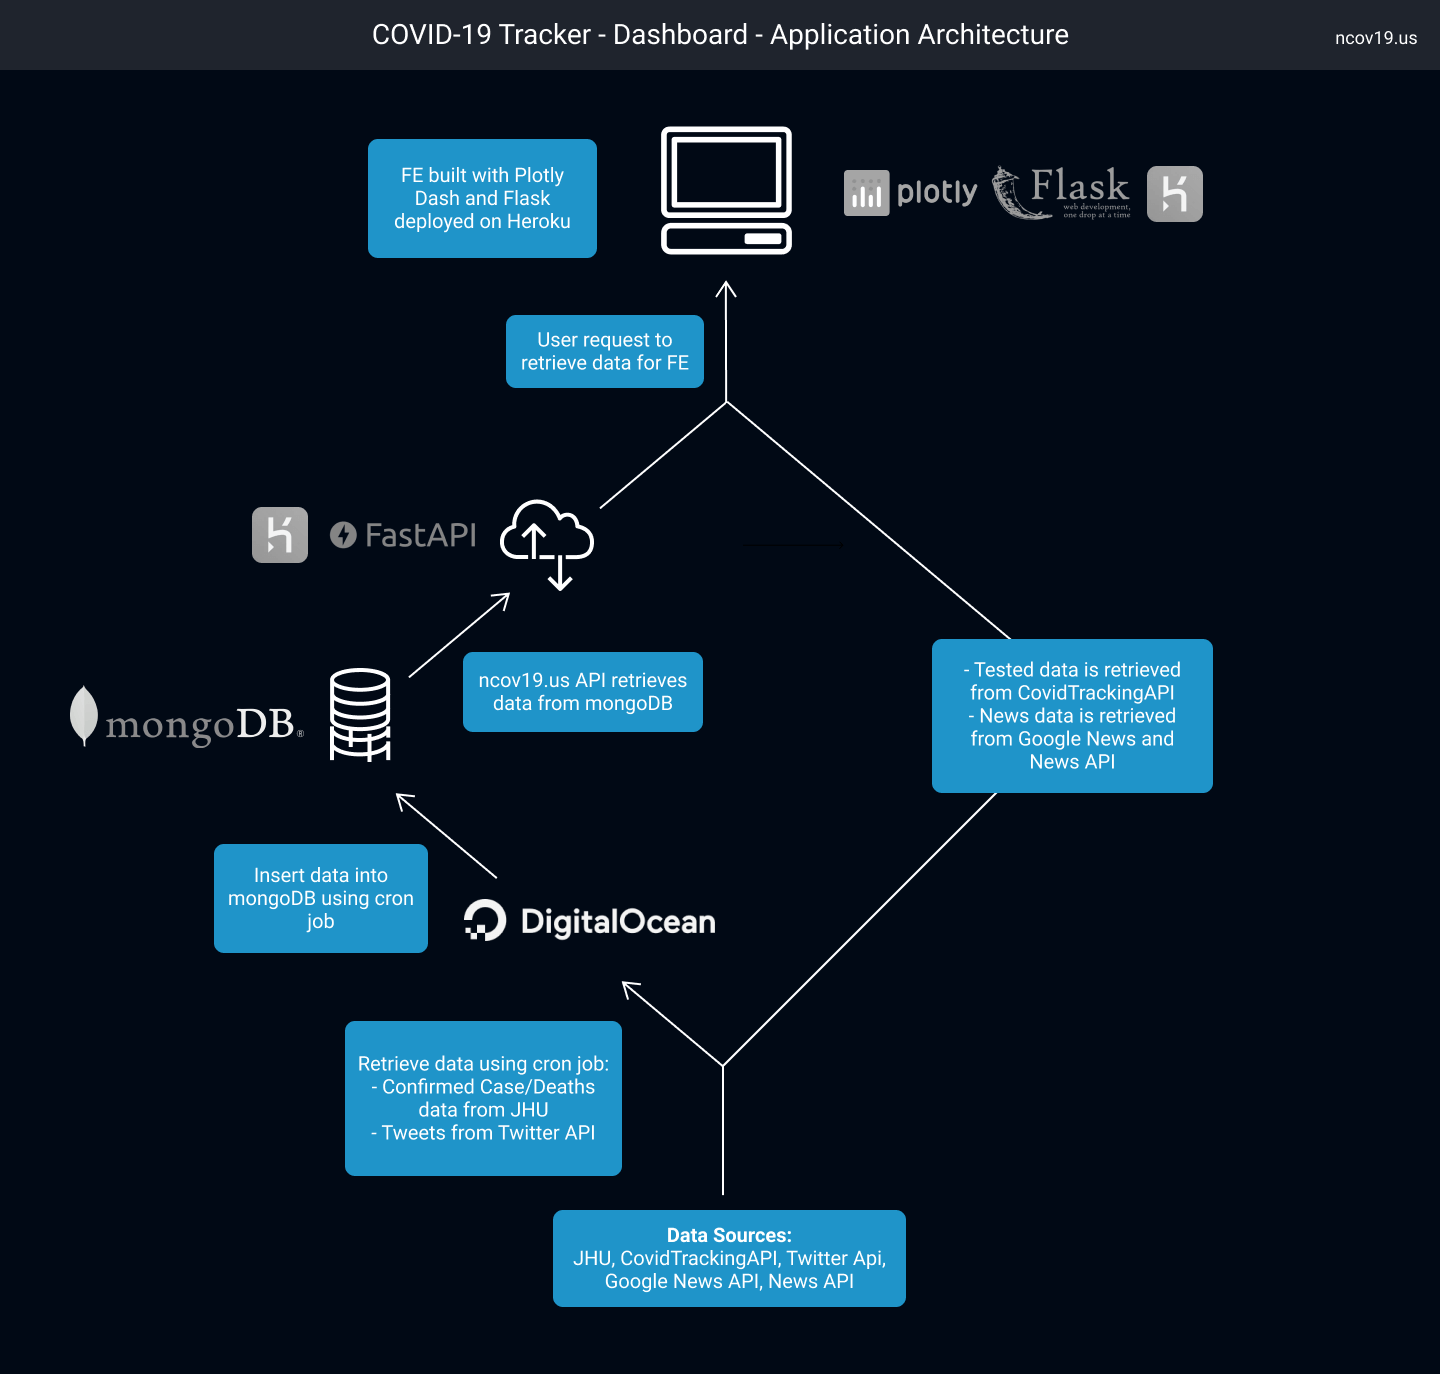 COVID-19 Tracker - Dashboard - Application Architecture
ncov19.us
FE built with Plotly
Dash and Flask
deployed on Heroku
plotly
Flask
web development,
one drop at a time
User request to
retrieve data for FE
FastAPI
ncov19.us API retrieves
data from mongoDB
- Tested data is retrieved
from CovidTrackingAPI
- News data is retrieved
from Google News and
News API
mongoDB®
Insert data into
mongoDB using cron
job
DigitalOcean
Retrieve data using cron job:
- Confirmed Case/Deaths
data from JHU
- Tweets from Twitter API
Data Sources:
JHU, CovidTrackingAPI, Twitter Api,
Google News API, News API